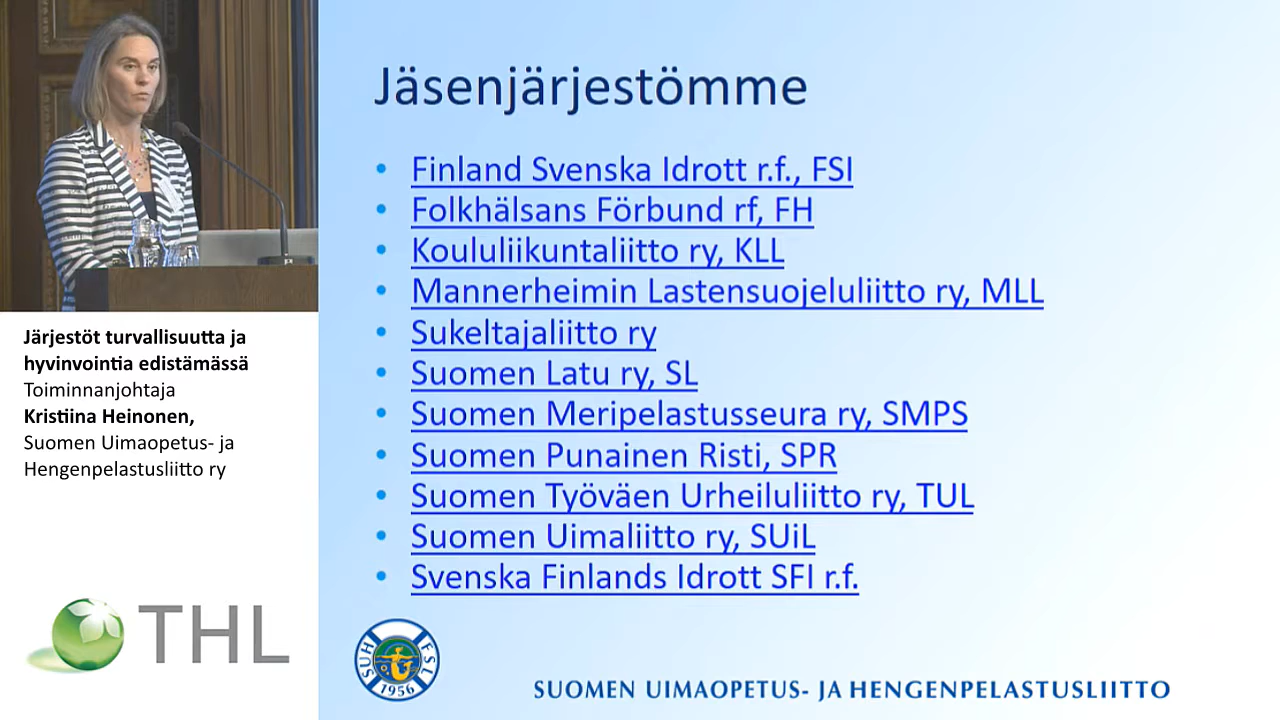 Järjestöt turvallisuutta ja
hyvinvointia edistämässä
Toiminnanjohtaja
Kristiina Heinonen,
Suomen Uimaopetus- ja
Hengenpelastusliitto ry
THL
Jäsenjärjestömme
• Finland Svenska Idrott r.f., FSI
• Folkhälsans Förbund rf, FH
• Koululiikuntaliitto ry, KLL
• Mannerheimin Lastensuojeluliitto ry, MLL
• Sukeltajaliitto ry
• Suomen Latu ry, SL
• Suomen Meripelastusseura ry, SMPS
• Suomen Punainen Risti, SPR
• Suomen Työväen Urheiluliitto ry, TUL
• Suomen Uimaliitto ry, SUiL
• Svenska Finlands Idrott SFI r.f.
SUH FSL
1956
SUOMEN UIMAOPETUS- JA HENGENPELASTUSLIITTO